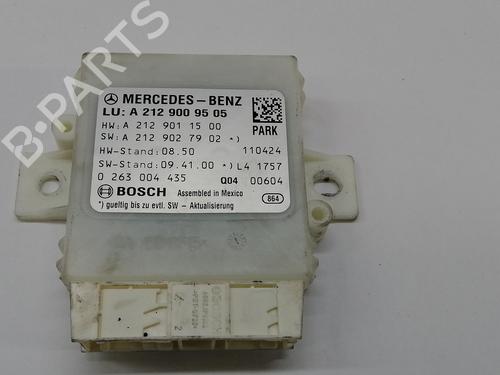 MERCEDES-BENZ
LU: A 212 900 95 05
HW: A 212 901 15 00
SW: A 212 902 79 02 *)
PARK
HW-Stand: 08.50 110424
SW-Stand: 09.41.00 *) L4 1757
0 263 004 435 Q04 00604
BOSCH Assembled in Mexico
*) gueltig bis zu evtl. SW - Aktualisierung
864
B-PARTS